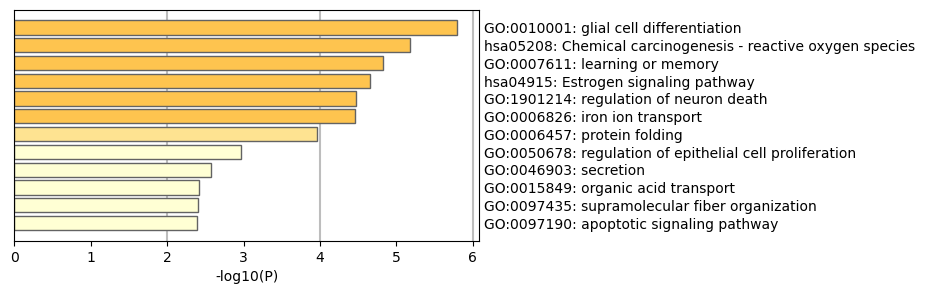 GO:0010001: glial cell differentiation
hsa05208: Chemical carcinogenesis - reactive oxygen species
GO:0007611: learning or memory
hsa04915: Estrogen signaling pathway
GO:1901214: regulation of neuron death
GO:0006826: iron ion transport
GO:0006457: protein folding
GO:0050678: regulation of epithelial cell proliferation
GO:0046903: secretion
GO:0015849: organic acid transport
GO:0097435: supramolecular fiber organization
GO:0097190: apoptotic signaling pathway
0 1 2 3 4 5 6
-log10(P)